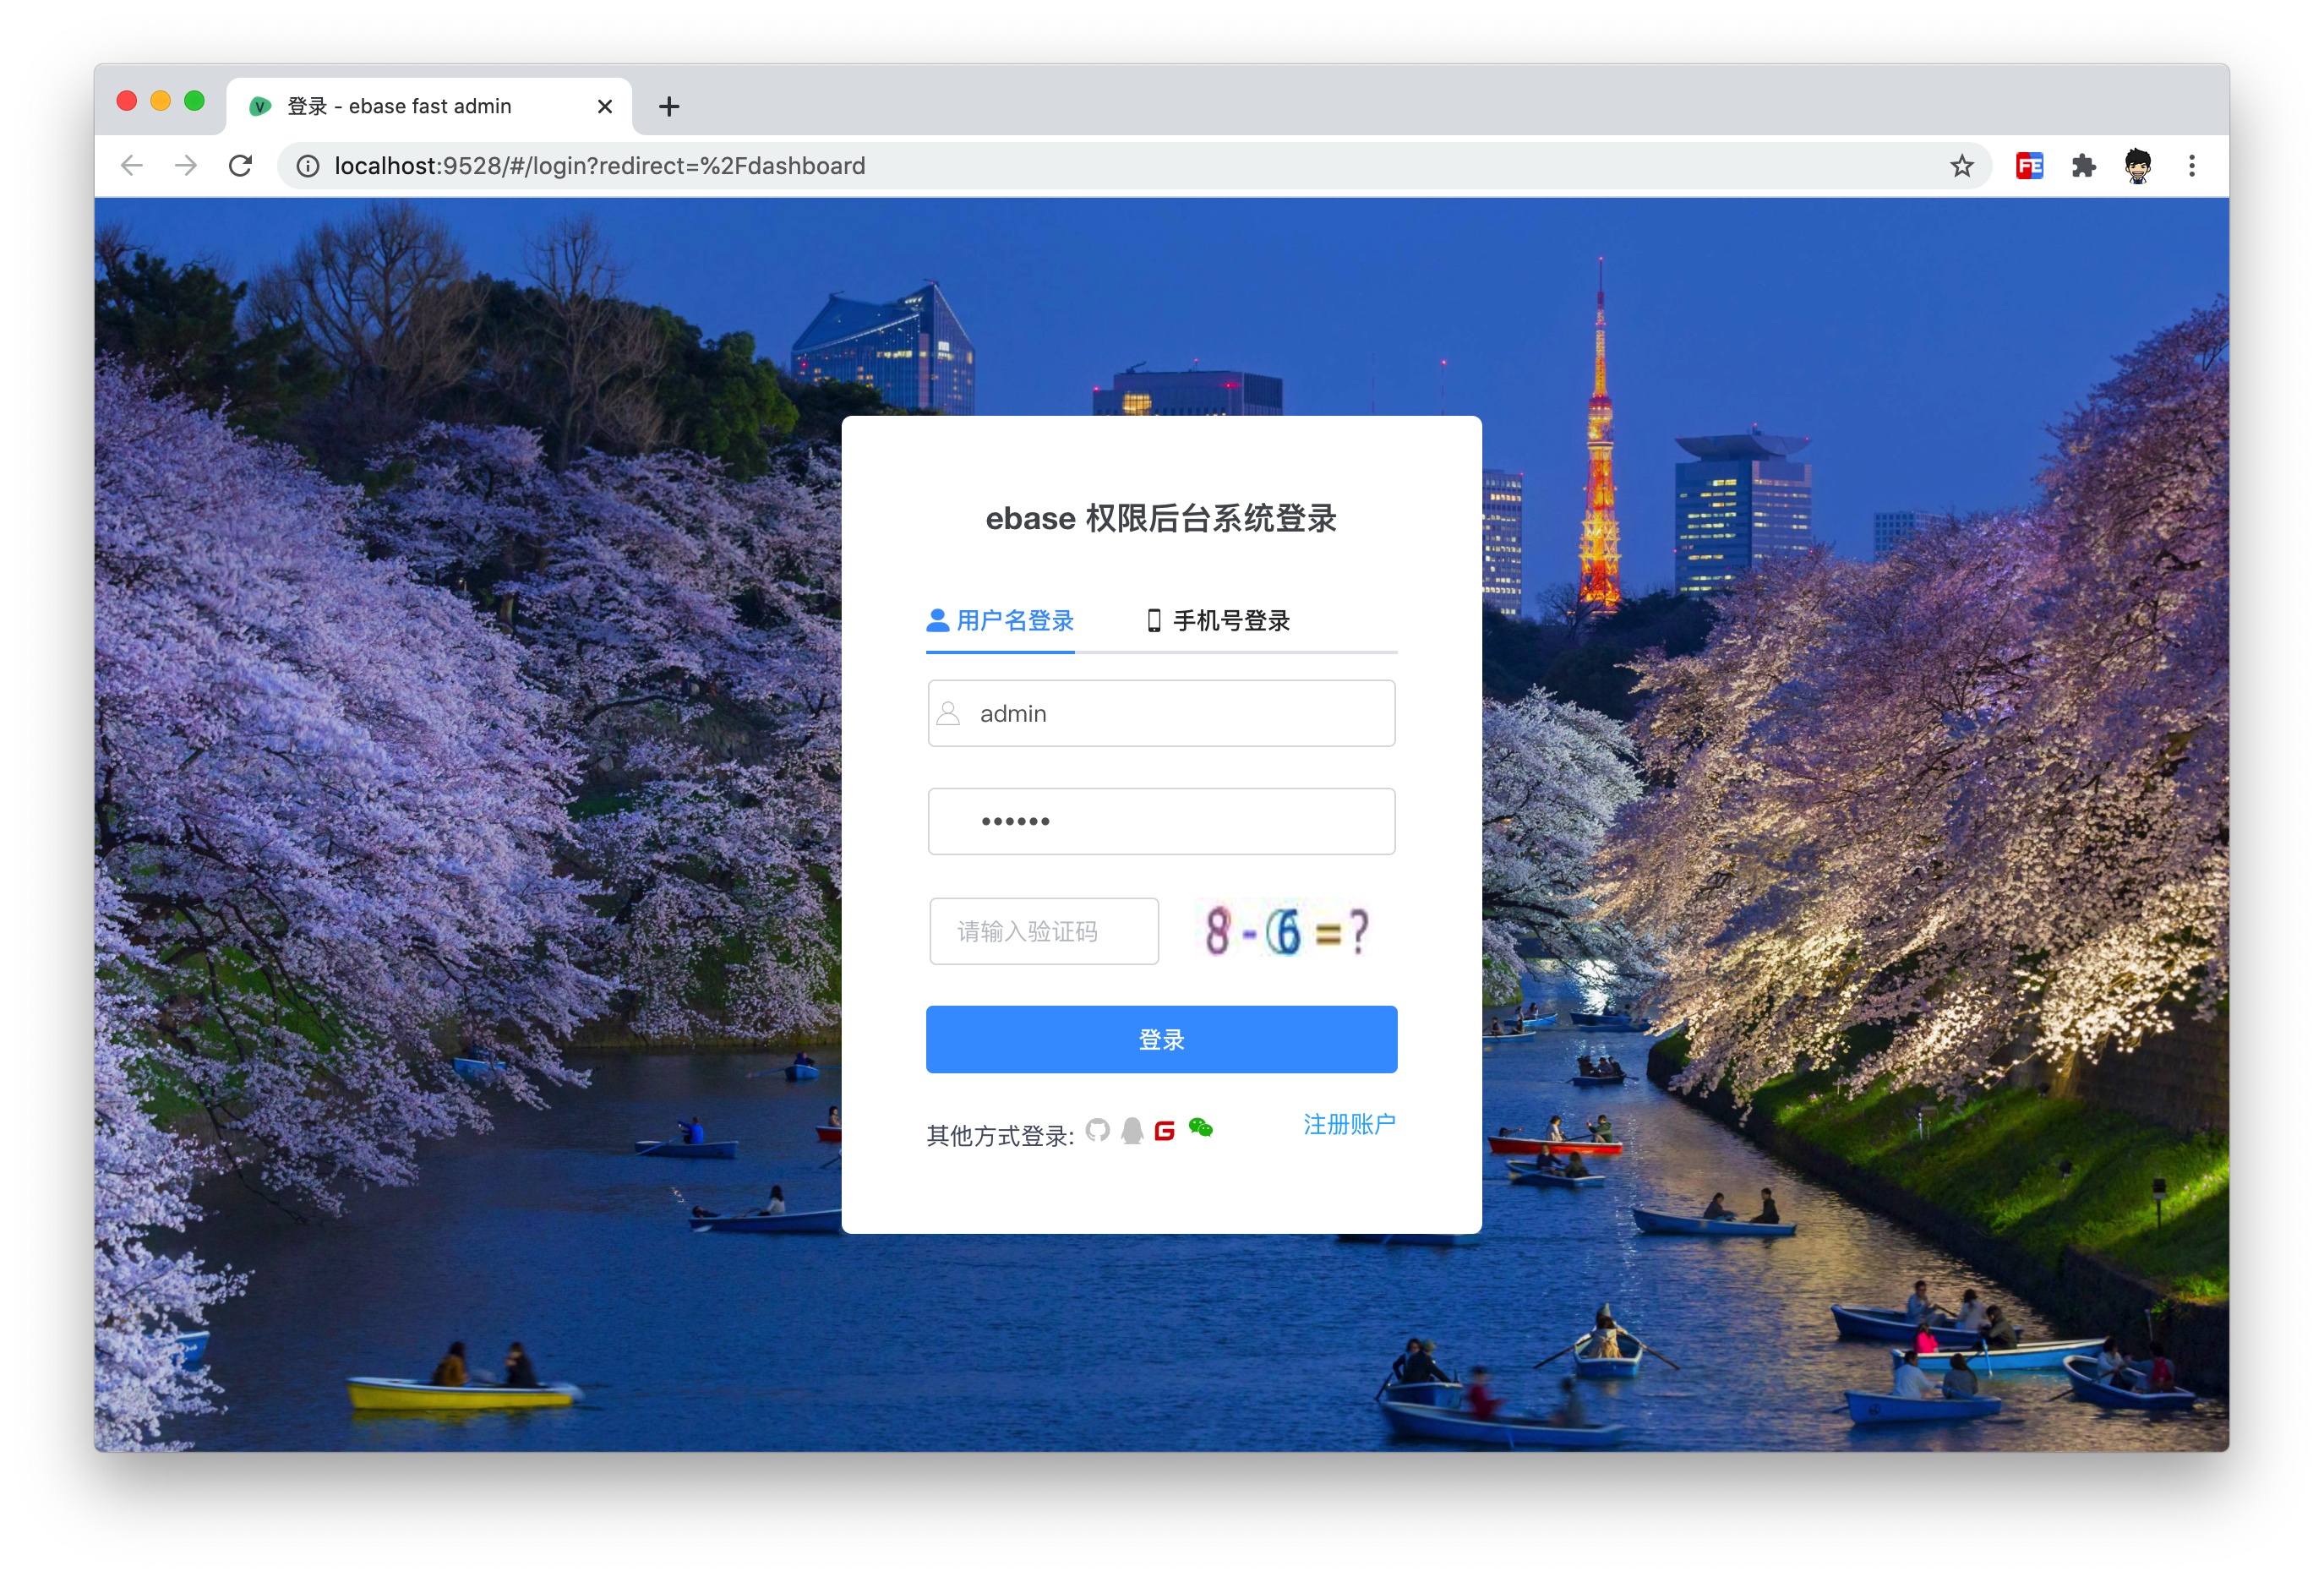 登录 - ebase fast admin
localhost:9528/#/login?redirect=%2Fdashboard
FE
ebase 权限后台系统登录
用户名登录 手机号登录
admin
••••••
请输入验证码 8-6=?
登录
其他方式登录: 注册账户